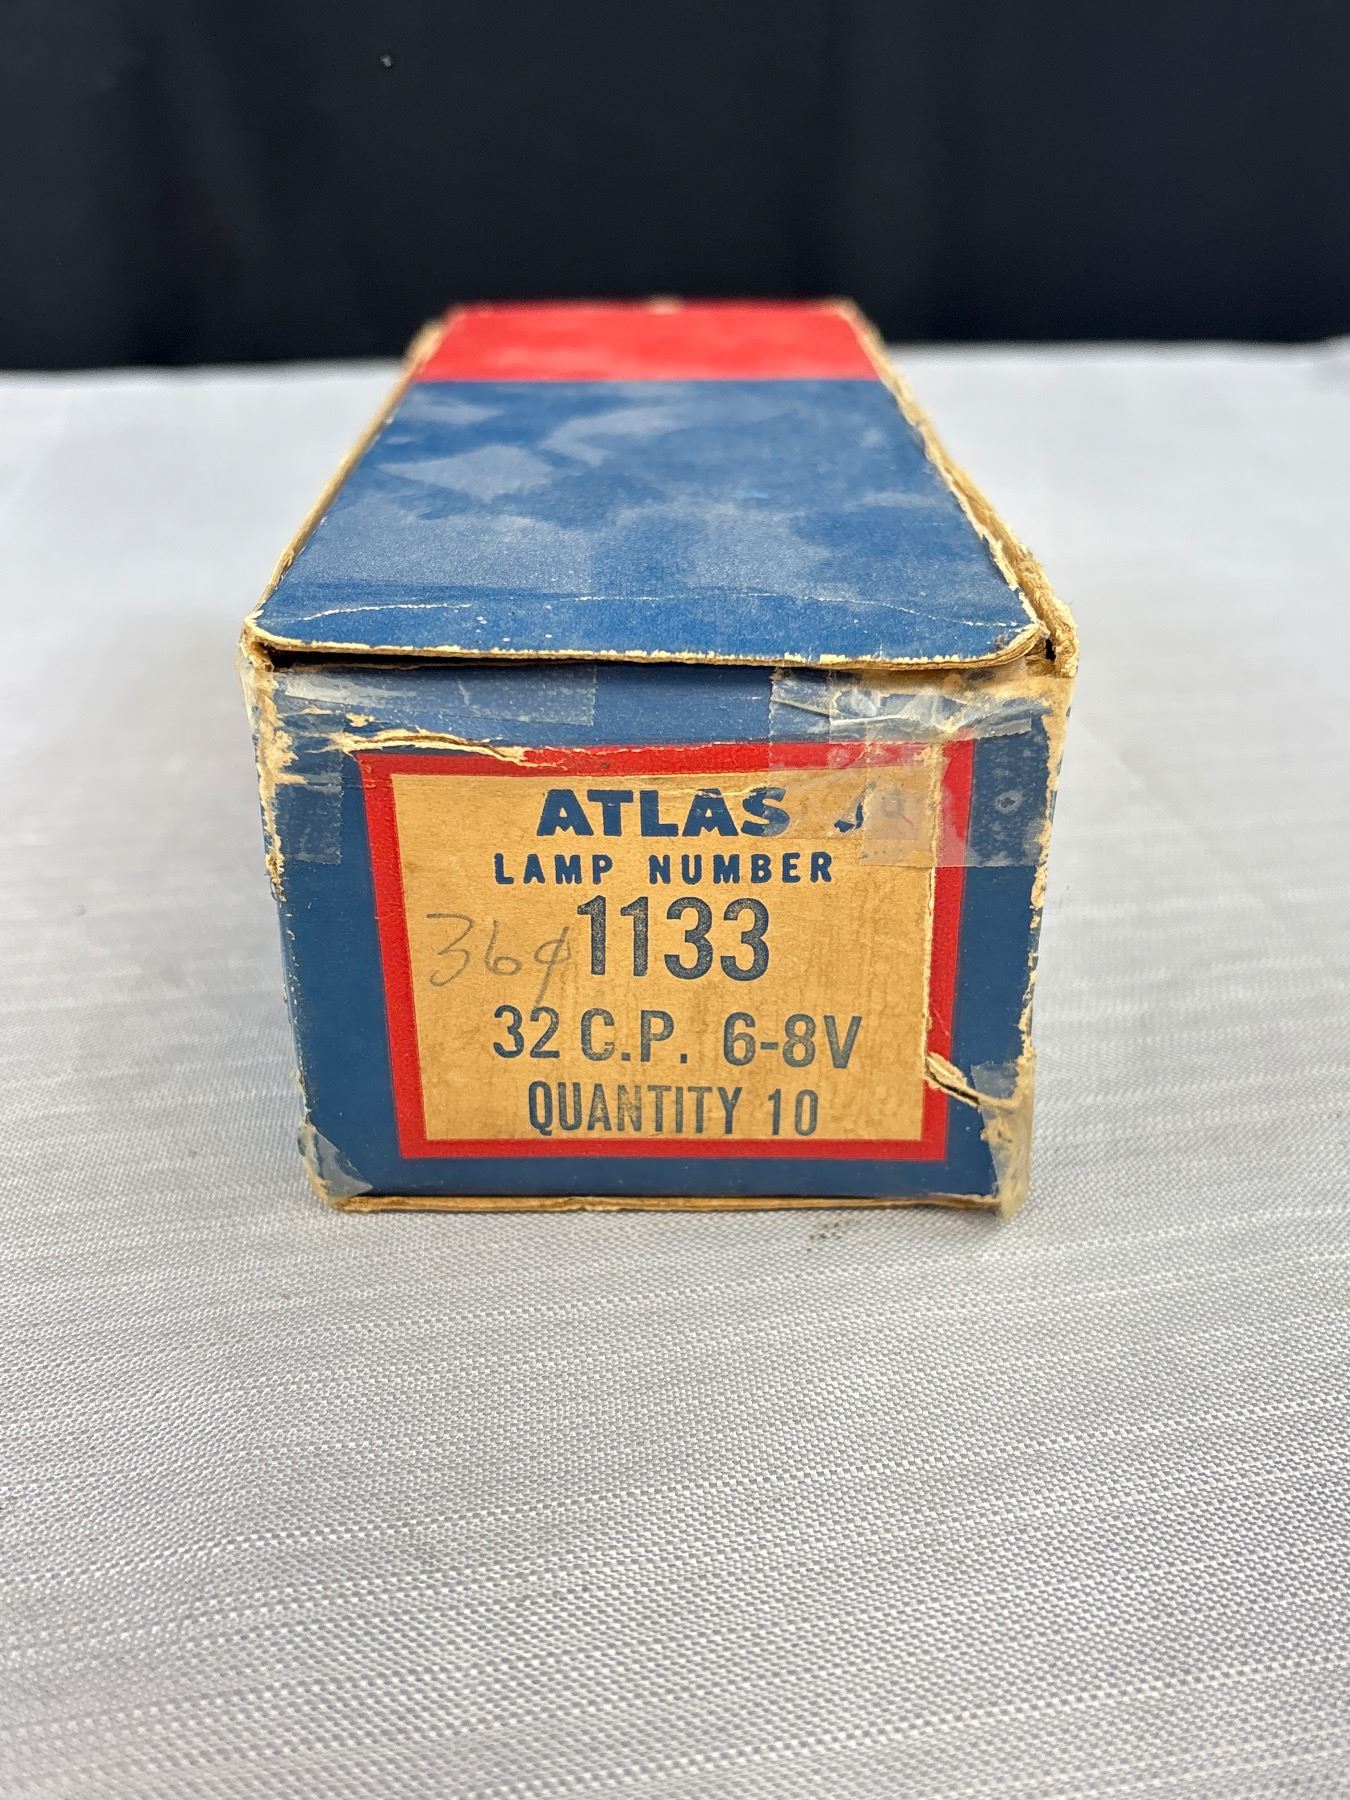 ATLAS
LAMP NUMBER
36¢ 1133
32 C.P. 6-8V
QUANTITY 10